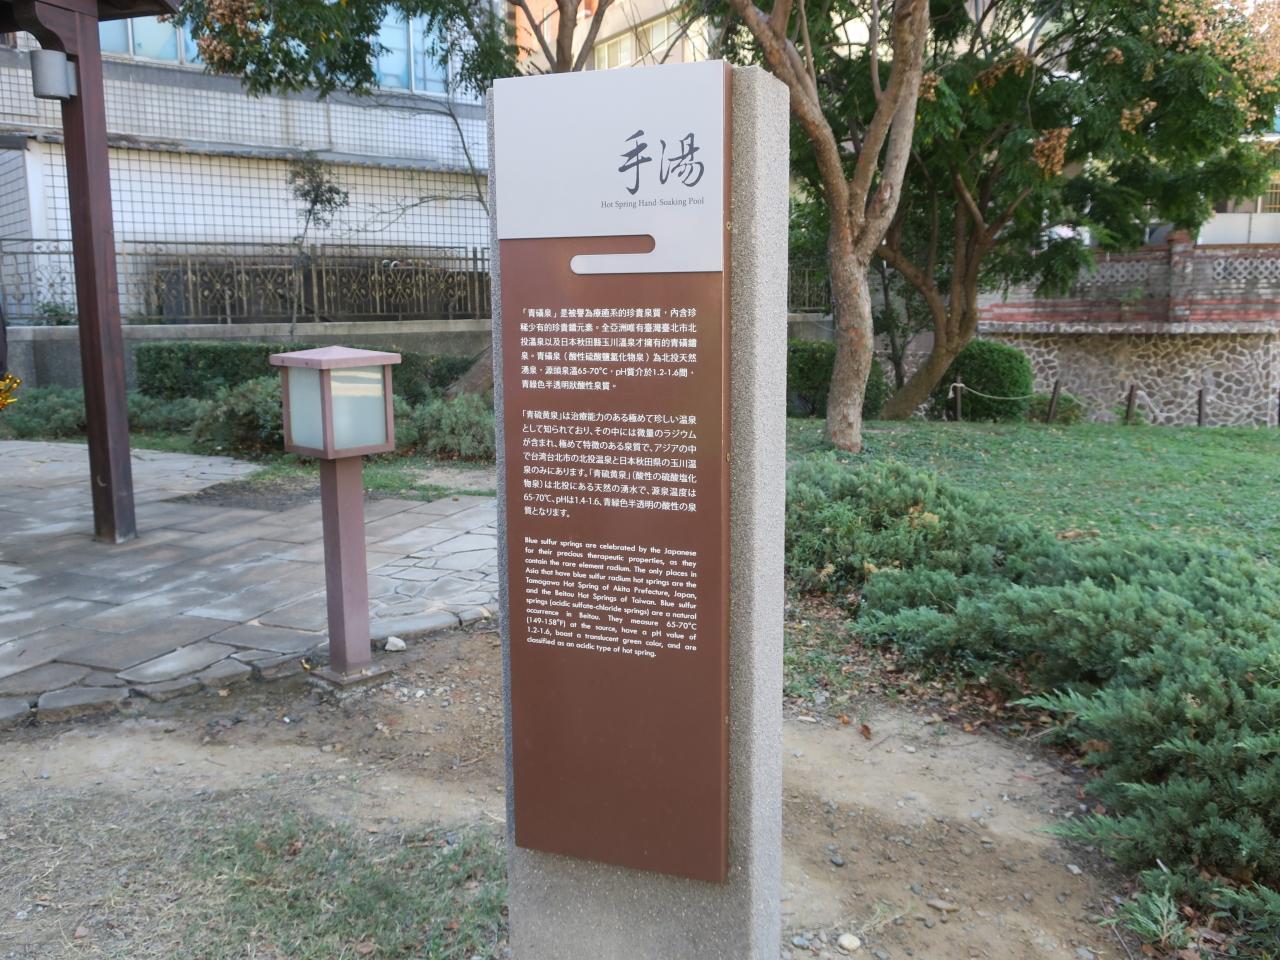 手湯
Hot Spring Hand-Soaking Pool
「青磺泉」是被譽為療癒系的珍貴泉質，內含珍
稀少有的珍貴鐳元素。全亞洲唯有臺灣臺北市北
投溫泉以及日本秋田縣玉川溫泉才擁有的青磺鐳
泉。青磺泉（酸性硫酸鹽氯化物泉）為北投天然
湧泉，源頭泉溫65-70°C，pH質介於1.2-1.6間，
青綠色半透明狀酸性泉質。
「青硫黄泉」は治療能力のある極めて珍しい温泉
として知られており、その中には微量のラジウム
が含まれ、極めて特徴のある泉質で、アジアの中
で台湾台北市の北投温泉と日本秋田県の玉川温
泉のみにあります。「青硫黄泉」（酸性の硫酸塩化
物泉）は北投にある天然の湧水で、源泉温度は
65-70℃、pHは1.4-1.6、青緑色半透明の酸性の泉
質となります。
Blue sulfur springs are celebrated by the Japanese
for their precious therapeutic properties, as they
contain the rare element radium. The only places in
Asia that have blue sulfur radium hot springs are the
Tamagawa Hot Spring of Akita Prefecture, Japan,
and the Beitou Hot Springs of Taiwan. Blue sulfur
springs (acidic sulfate-chloride springs) are a natural
occurrence in Beitou. They measure 65-70°C
(149-158°F) at the source, have a pH value of
1.2-1.6, boast a translucent green color, and are
classified as an acidic type of hot spring.